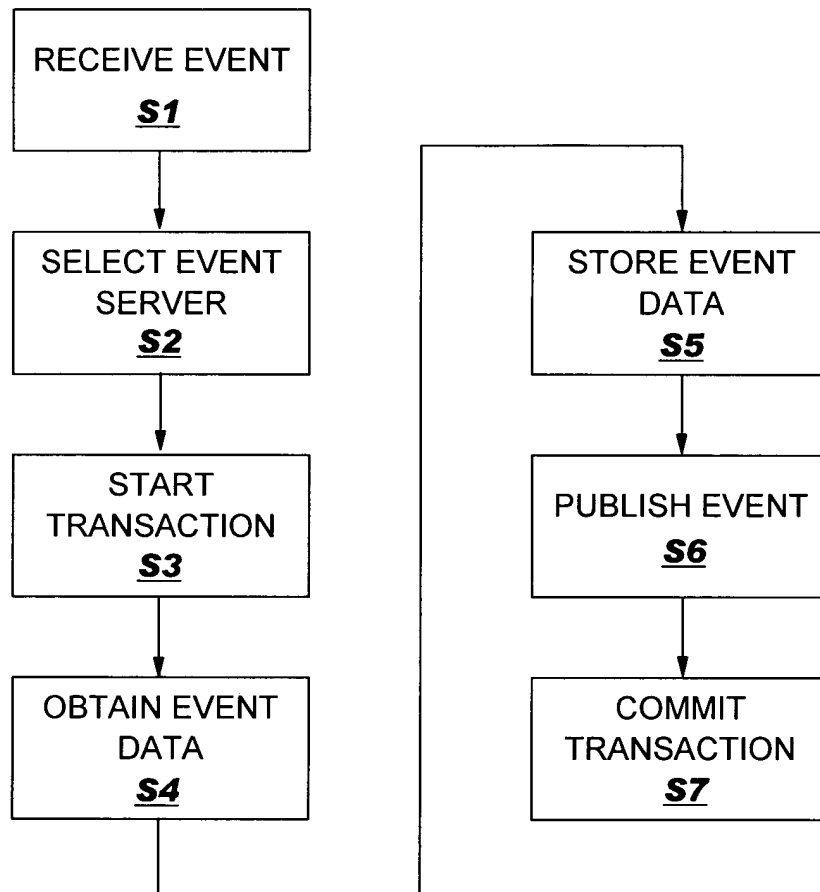 RECEIVE EVENT
S1
SELECT EVENT
SERVER
S2
START
TRANSACTION
S3
OBTAIN EVENT
DATA
S4
STORE EVENT
DATA
S5
PUBLISH EVENT
S6
COMMIT
TRANSACTION
S7